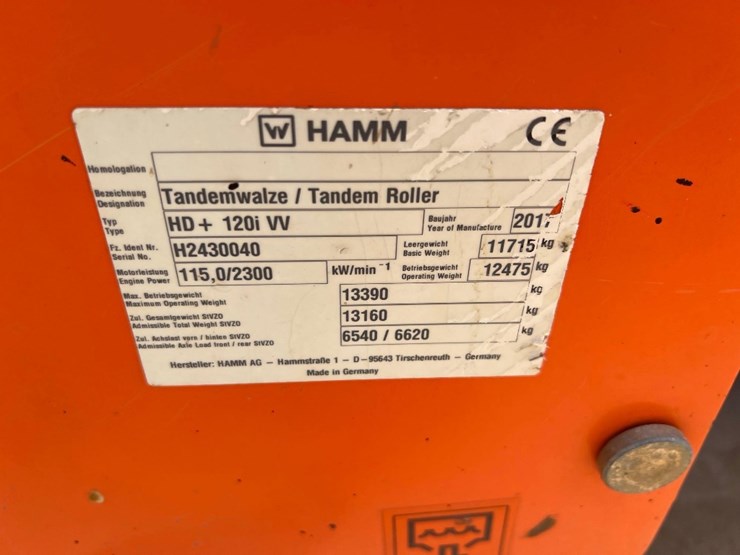 HAMM CE
Homologation
Bezeichnung
Designation
Tandemwalze / Tandem Roller
Typ
Type
HD+ 120i VV
Baujahr
Year of Manufacture
2017
Fz. Ident Nr.
Serial No.
H2430040
Leergewicht
Basic Weight
11715 kg
Motorleistung
Engine Power
115,0/2300 kW/min⁻¹
Betriebsgewicht
Operating Weight
12475 kg
Max. Betriebsgewicht
Maximum Operating Weight
13390 kg
Zul. Gesamtgewicht StVZO
Admissible Total Weight StVZO
13160 kg
Zul. Achslast vorn / hinten StVZO
Admissible Axle Load front / rear StVZO
6540 / 6620 kg
Hersteller: HAMM AG – Hammstraße 1 – D–95643 Tirschenreuth – Germany
Made in Germany